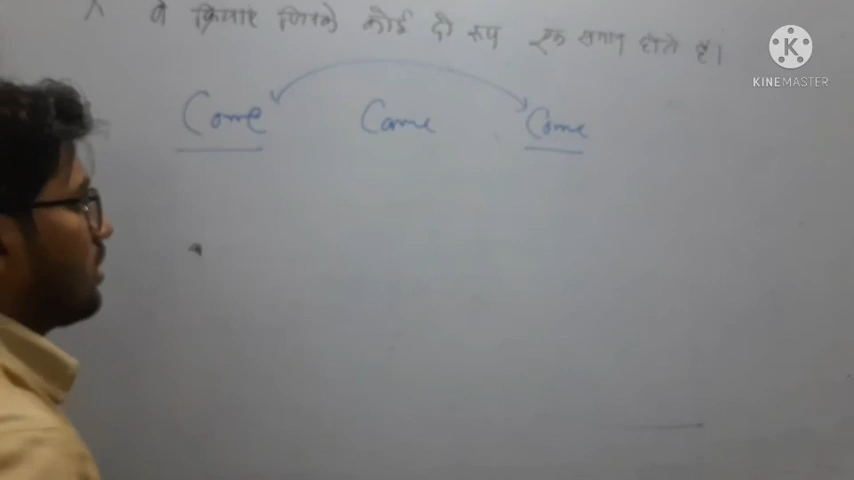 वे क्रियाए जिनके कोई दो रूप एक समान होते है।
Come Came Come
K
KINEMASTER